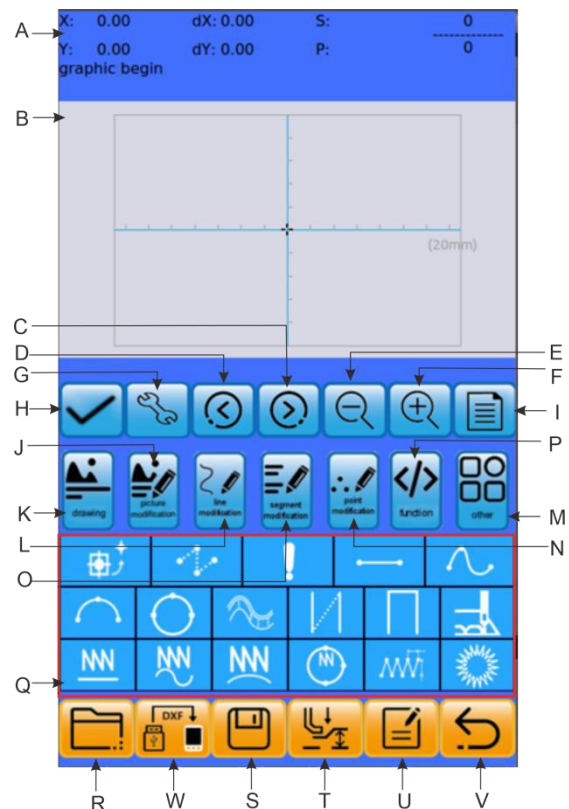 X: 0.00 dX: 0.00 S: 0
Y: 0.00 dY: 0.00 P: 0
graphic begin
(20mm)
A
B
C
D
E
G
F
H
I
J
P
drawing
picture
modification
line
modification
segment
modification
point
modification
function
other
K
M
L
N
O
Q
DXF
R
W
S
T
U
V